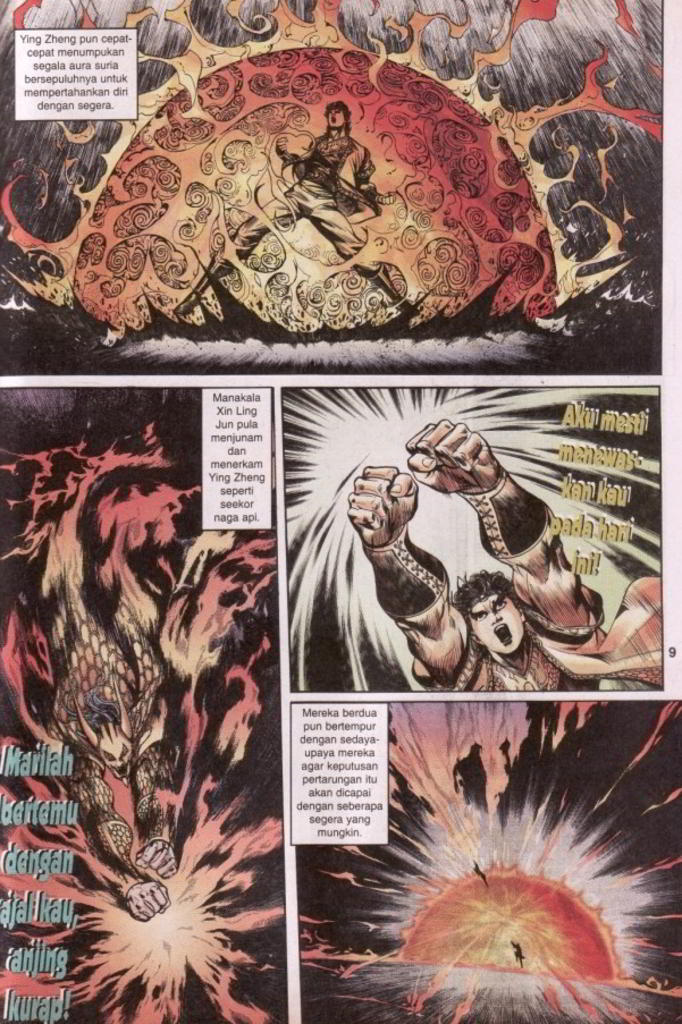 Ying Zheng pun cepat-
cepat menumpukan
segala aura suria
bersepuluhnya untuk
mempertahankan diri
dengan segera.
Manakala
Xin Ling
Jun pula
menjunam
dan
menerkam
Ying Zheng
seperti
seekor
naga api.
Aku mesti
menewas-
kan kau
pada hari
ini!
9
Marilah
bertemu
dengan
ajal kau,
anjing
kurap!
Mereka berdua
pun bertempur
dengan sedaya-
upaya mereka
agar keputusan
pertarungan itu
akan dicapai
dengan seberapa
segera yang
mungkin.